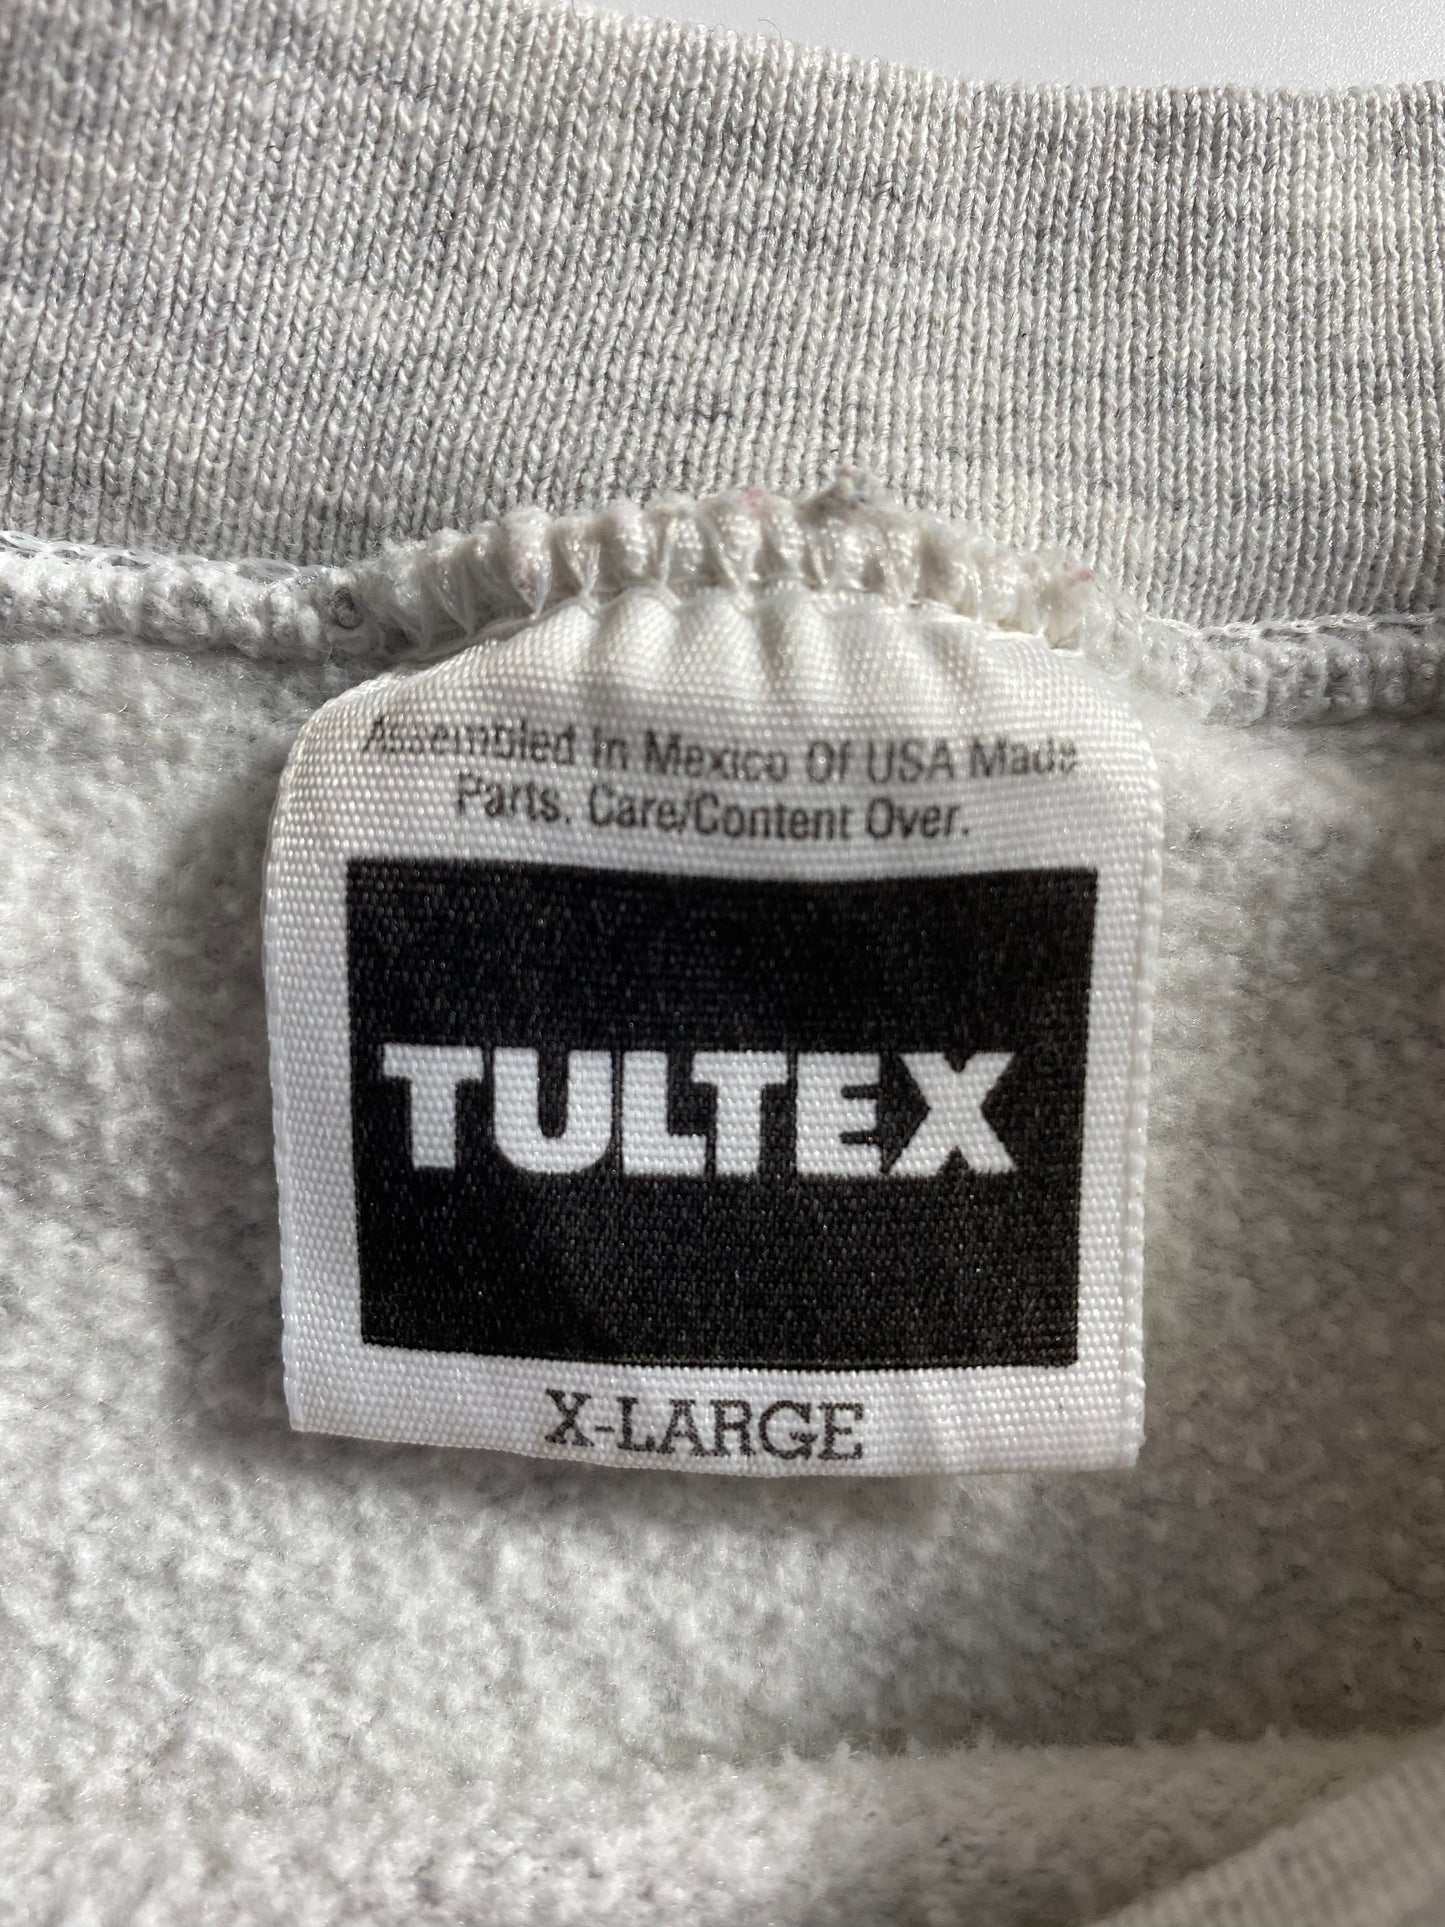 Assembled In Mexico Of USA Made
Parts. Care/Content Over.
TULTEX
X-LARGE